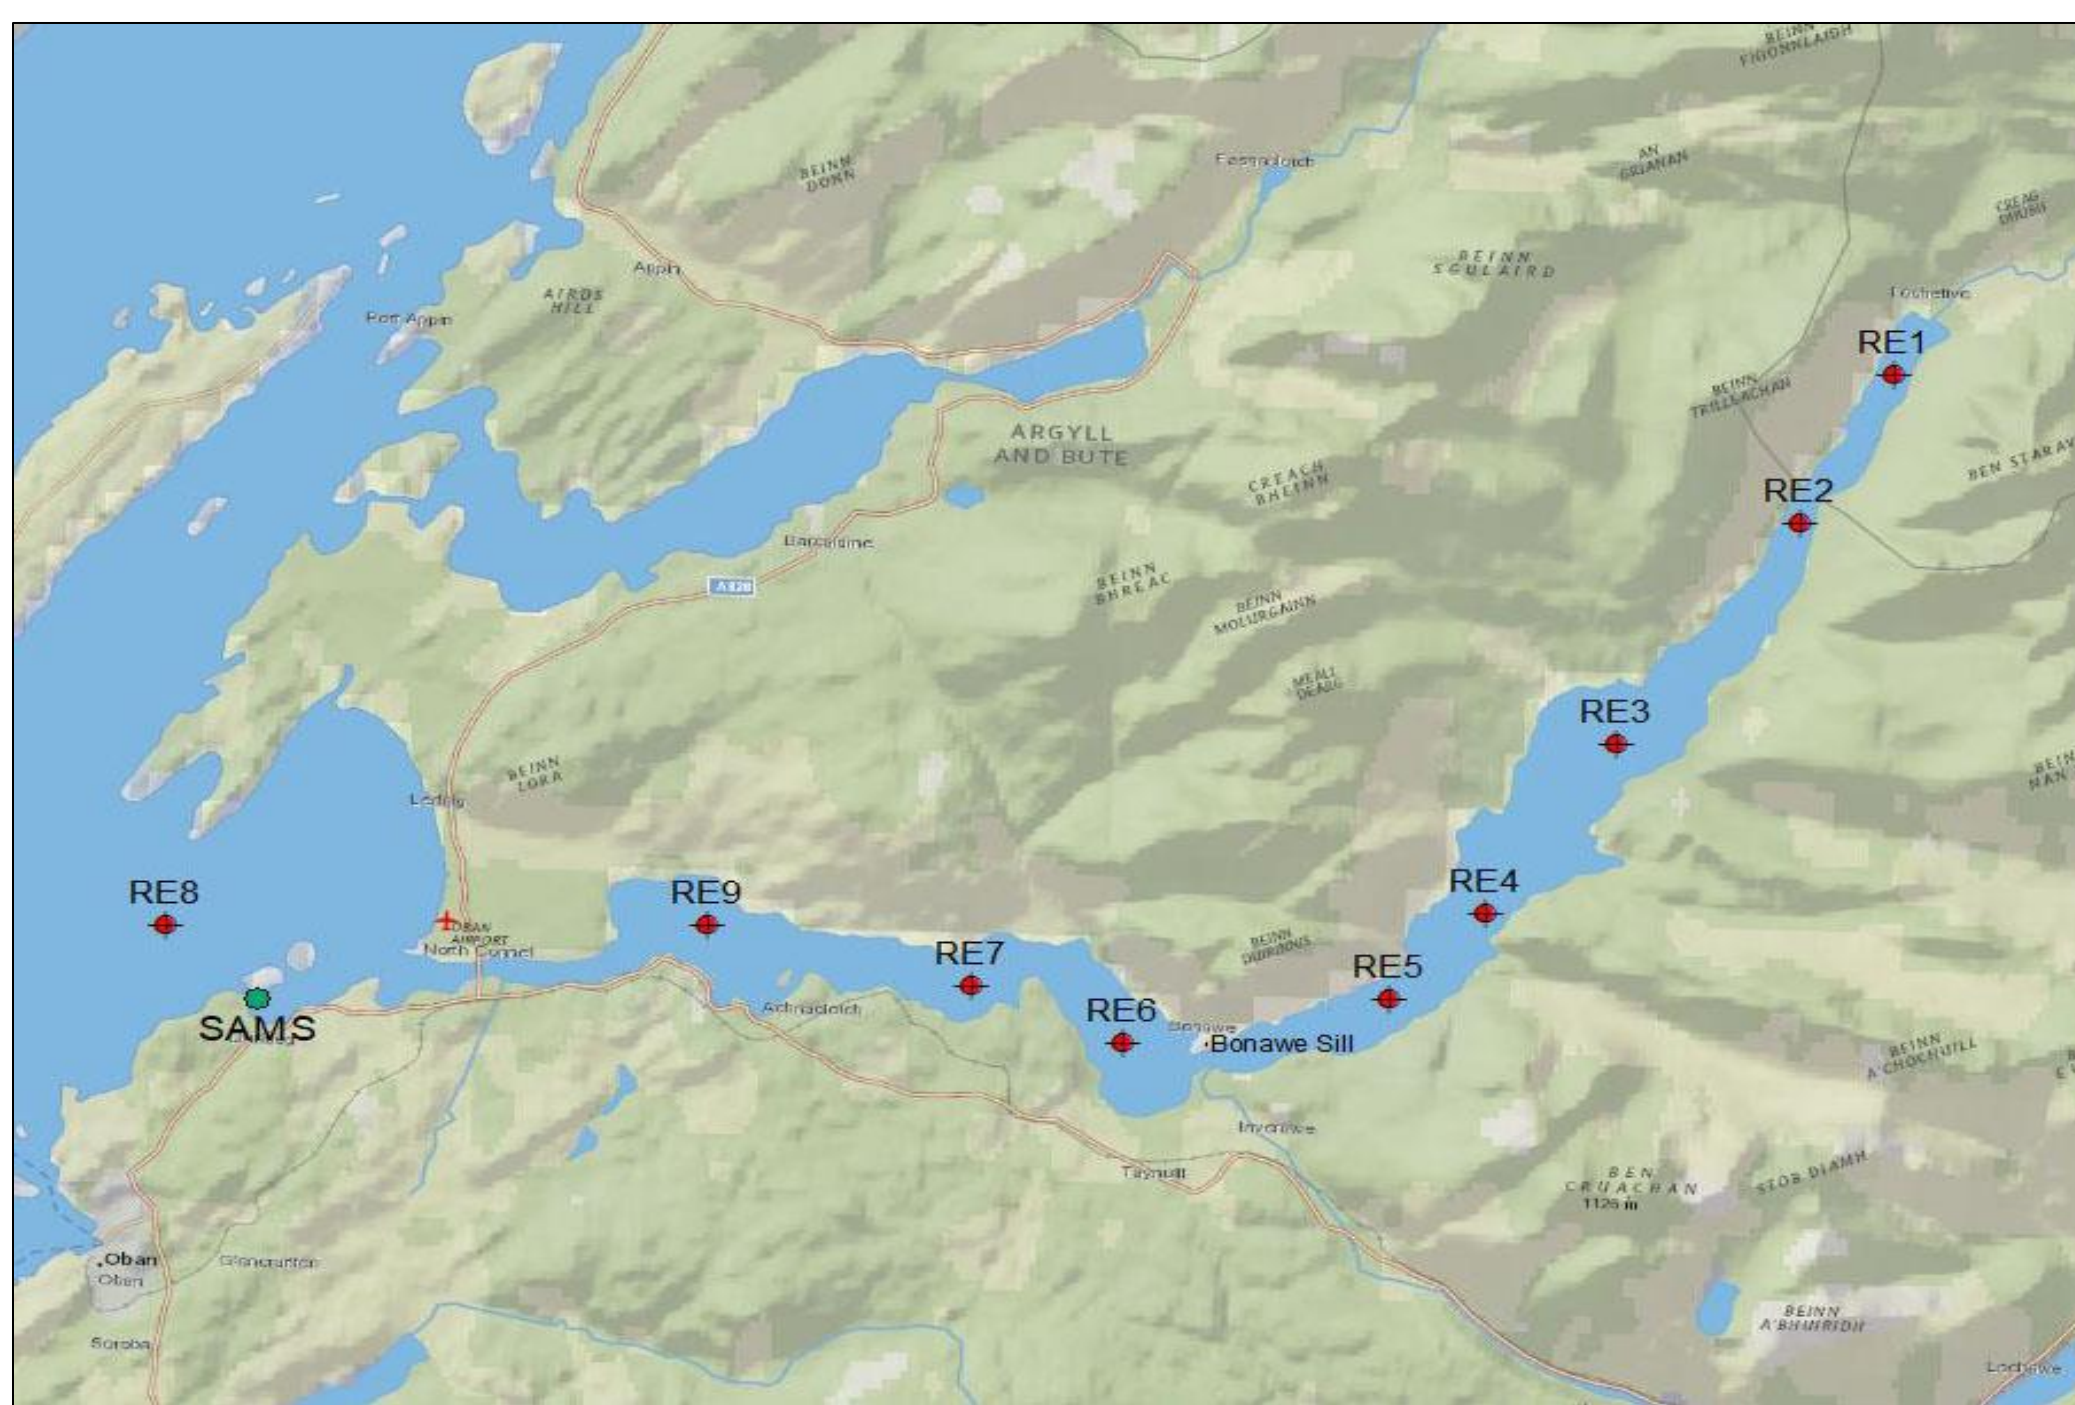 BEINN
FHIONNLAIDH
BEINN
DONN
AN
GRIANAN
CREAG
BEINN
SGULAIRD
Appin
AIRDS
HILL
Port Appin
RE1
BEINN
TRILLEACHAN
ARGYLL
AND BUTE
BEN STARAV
CREACH
BHEINN
RE2
Barcaldine
A828
BEINN
BHREAC
BEINN
MOLURGAINN
MEALL
DEARG
RE3
BEINN
LORA
BEIN
NAN
Ledaig
RE8
RE9
RE4
OBAN
AIRPORT
North Connel
BEINN
DUIRINNIS
RE7
RE5
Achnacloich
RE6
SAMS
Bonawe
Bonawe Sill
BEINN
A'CHOCHUILL
Inverawe
Taynuilt
BEN
CRUACHAN
1126 m
STOB DIAMH
Oban
Oban
Glencruitten
BEINN
A'BHUIRIDH
Soroba
Lochawe